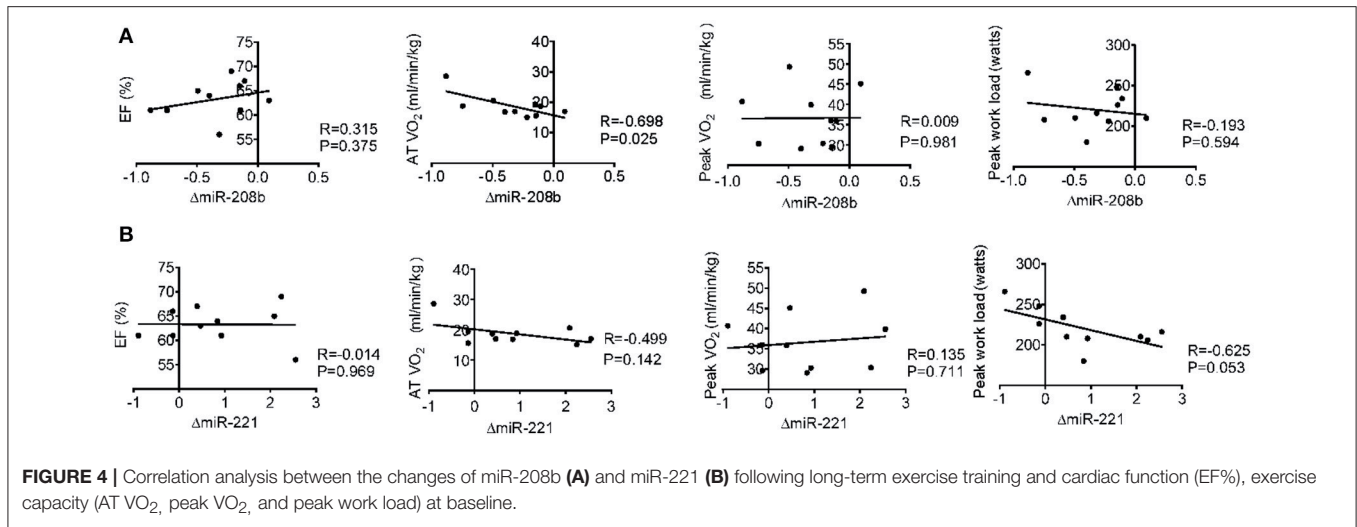 A
EF (%)
75
70
65
60
55
R=0.315
P=0.375
-1.0 -0.5 0.0 0.5
ΔmiR-208b
AT VO2 (ml/min/kg)
40
30
20
10
R=-0.698
P=0.025
-1.0 -0.5 0.0 0.5
ΔmiR-208b
Peak VO2 (ml/min/kg)
55
50
45
40
35
30
R=0.009
P=0.981
-1.0 -0.5 0.0 0.5
ΔmiR-208b
Peak work load (watts)
300
250
200
R=-0.193
P=0.594
-1.0 -0.5 0.0 0.5
ΔmiR-208b
B
EF (%)
75
70
65
60
55
R=-0.014
P=0.969
-1 0 1 2 3
ΔmiR-221
AT VO2 (ml/min/kg)
40
30
20
10
R=-0.499
P=0.142
-1 0 1 2 3
ΔmiR-221
Peak VO2 (ml/min/kg)
55
50
45
40
35
30
R=0.135
P=0.711
-1 0 1 2 3
ΔmiR-221
Peak work load (watts)
300
250
200
R=-0.625
P=0.053
-1 0 1 2 3
ΔmiR-221
FIGURE 4 | Correlation analysis between the changes of miR-208b (A) and miR-221 (B) following long-term exercise training and cardiac function (EF%), exercise
capacity (AT VO2, peak VO2, and peak work load) at baseline.